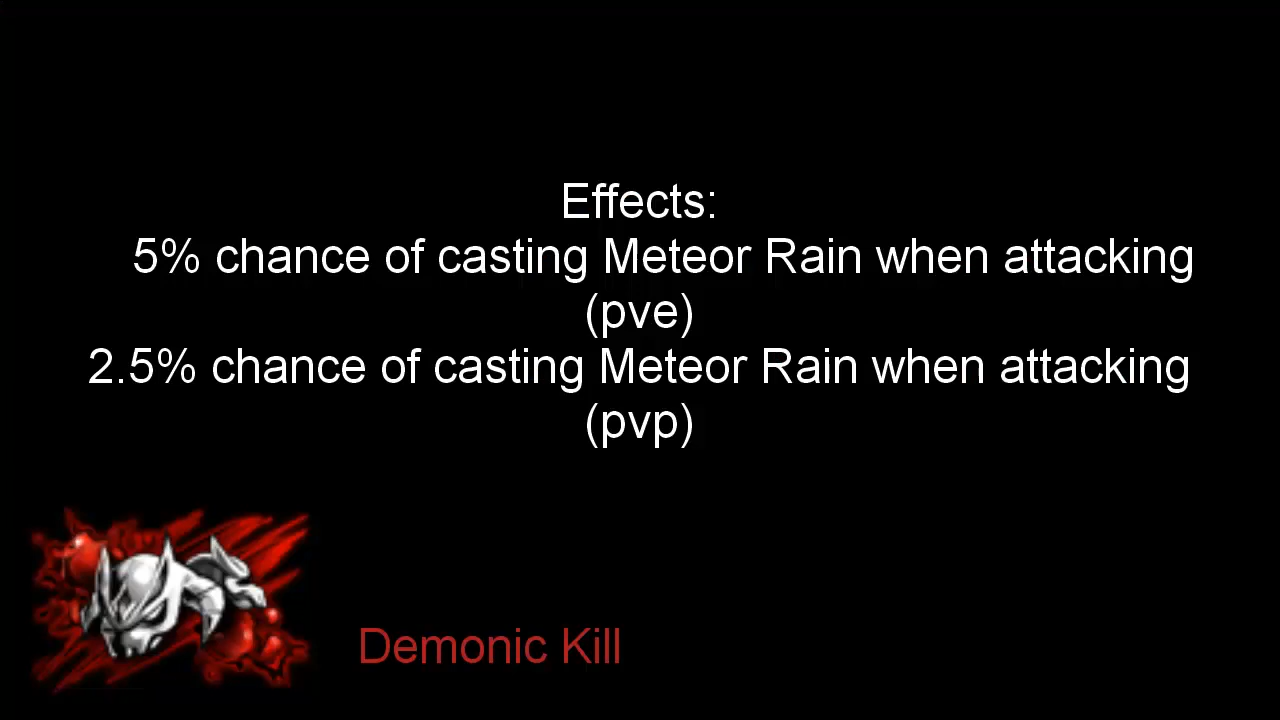 Effects:
5% chance of casting Meteor Rain when attacking
(pve)
2.5% chance of casting Meteor Rain when attacking
(pvp)
Demonic Kill